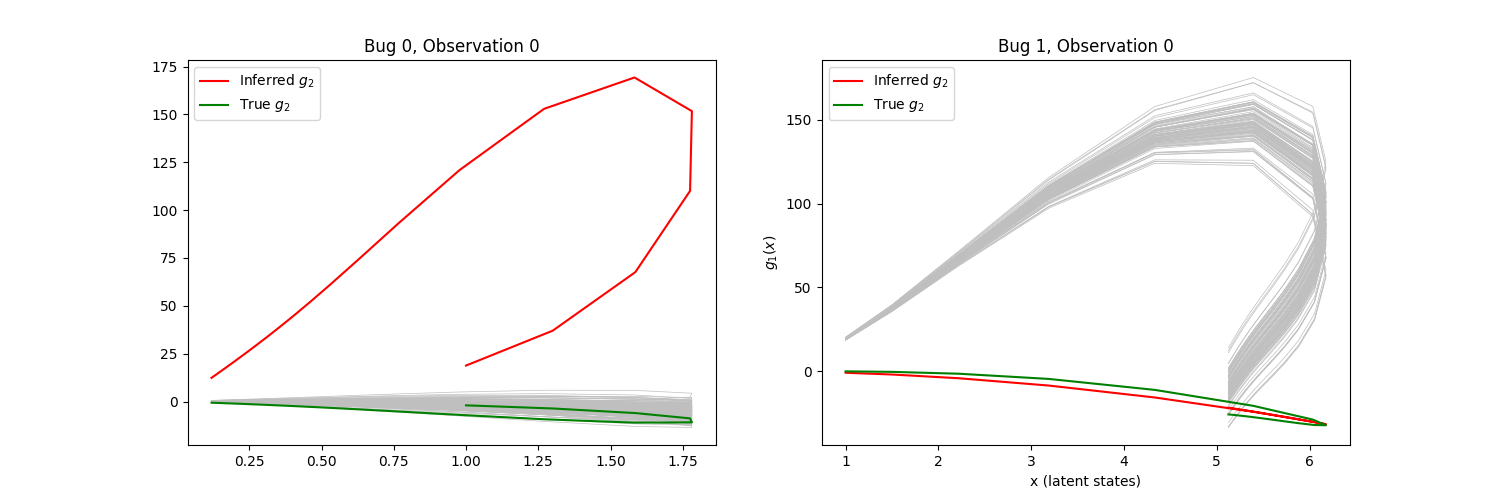 Bug 0, Observation 0
Inferred g₂
True g₂
175
150
125
100
75
50
25
0
0.25 0.50 0.75 1.00 1.25 1.50 1.75
Bug 1, Observation 0
Inferred g₂
True g₂
g₁(x)
150
100
50
0
1 2 3 4 5 6
x (latent states)